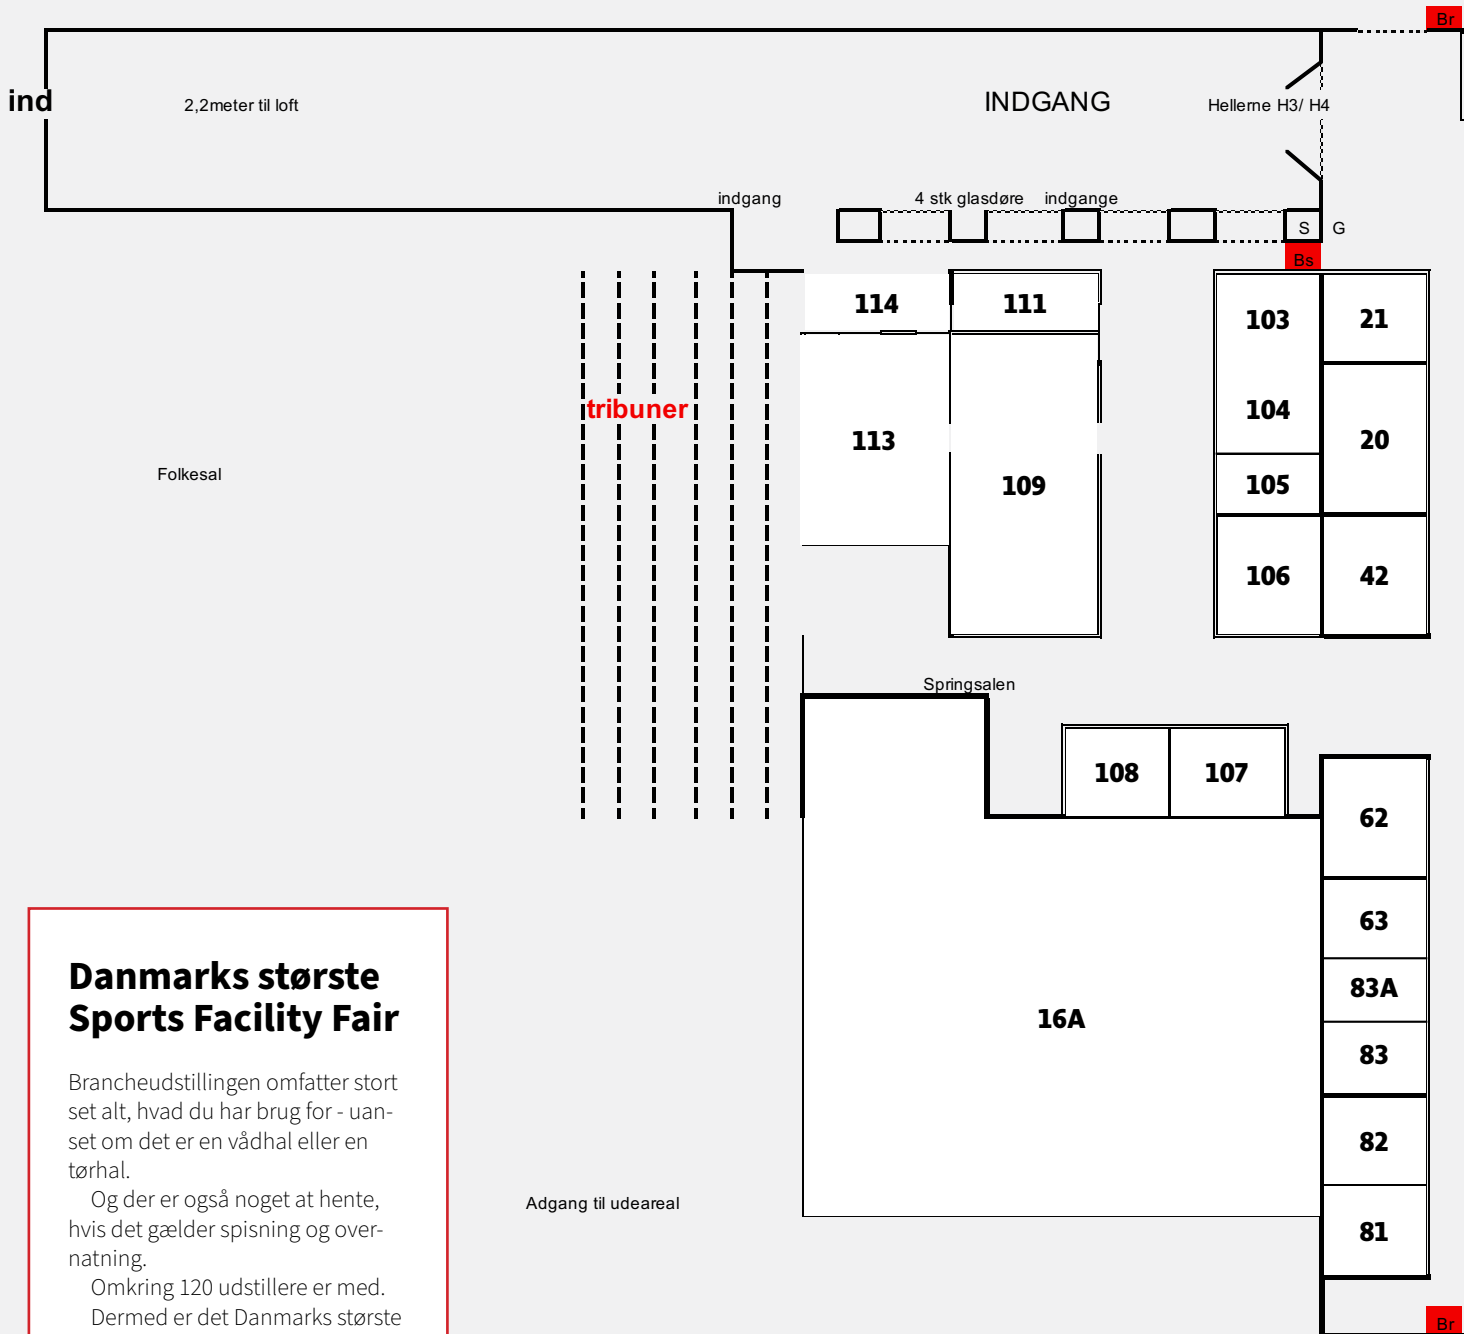 Br
ind
2,2meter til loft
INDGANG
Hellerne H3/ H4
indgang
4 stk glasdøre
indgange
S
G
Bs
114
111
103
21
tribuner
104
113
20
Folkesal
109
105
106
42
Springsalen
108
107
62
63
83A
16A
83
82
81
Danmarks største
Sports Facility Fair
Brancheudstillingen omfatter stort
set alt, hvad du har brug for - uan-
set om det er en vådhal eller en
tørhal.
Og der er også noget at hente,
hvis det gælder spisning og over-
natning.
Omkring 120 udstillere er med.
Dermed er det Danmarks største
Adgang til udeareal
Br